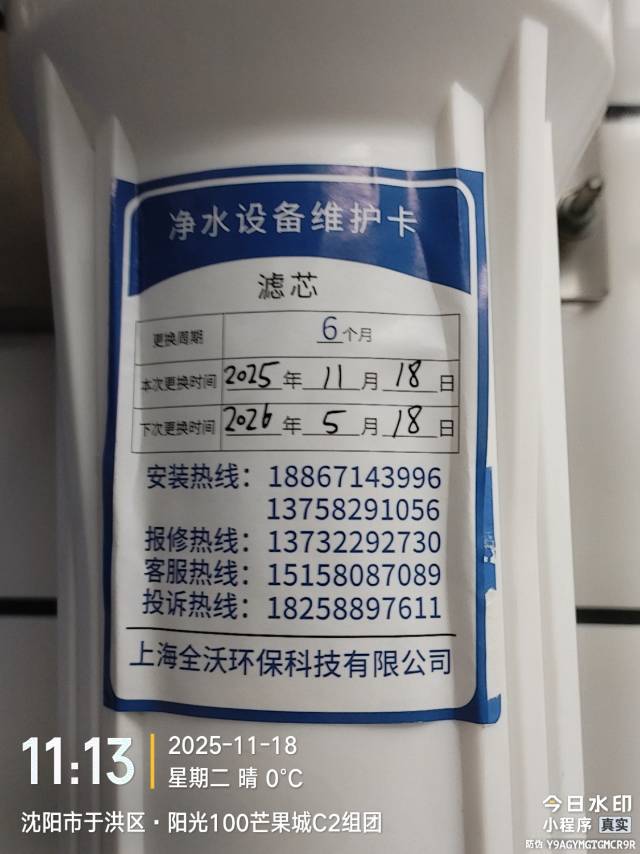 净水设备维护卡
滤芯
更换周期 6个月
本次更换时间 2025年 11月 18日
下次更换时间 2026年 5月 18日
安装热线：18867143996
13758291056
报修热线：13732292730
客服热线：15158087089
投诉热线：18258897611
上海全沃环保科技有限公司
11:13 2025-11-18
星期二 晴 0°C
沈阳市于洪区·阳光100芒果城C2组团
今日水印
小程序 真实
防伪 Y9AGYMGTGMCR9R